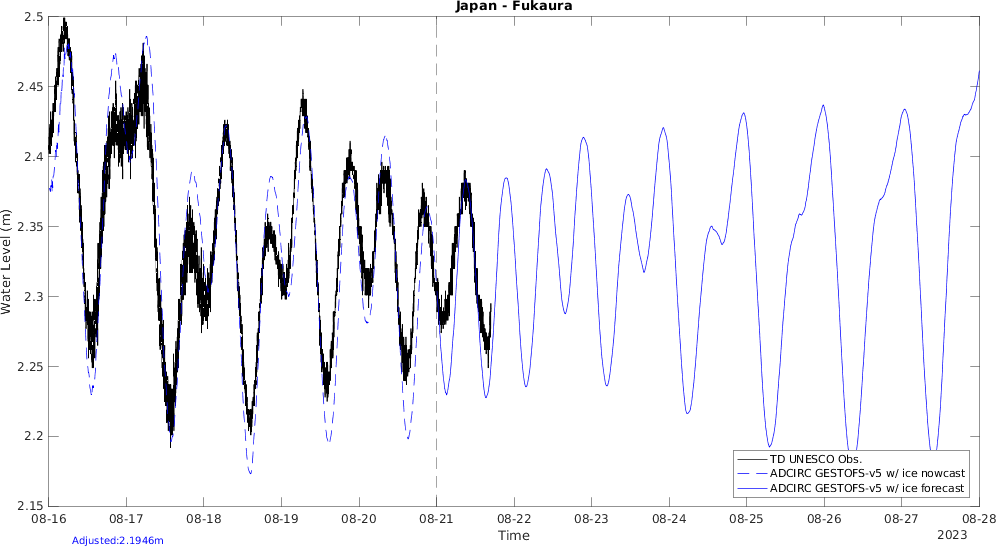 Japan - Fukaura
Water Level (m)
2.5
2.45
2.4
2.35
2.3
2.25
2.2
2.15
TD UNESCO Obs.
ADCIRC GESTOFS-v5 w/ ice nowcast
ADCIRC GESTOFS-v5 w/ ice forecast
08-16 08-17 08-18 08-19 08-20 08-21 08-22 08-23 08-24 08-25 08-26 08-27 08-28
Time
2023
Adjusted:2.1946m